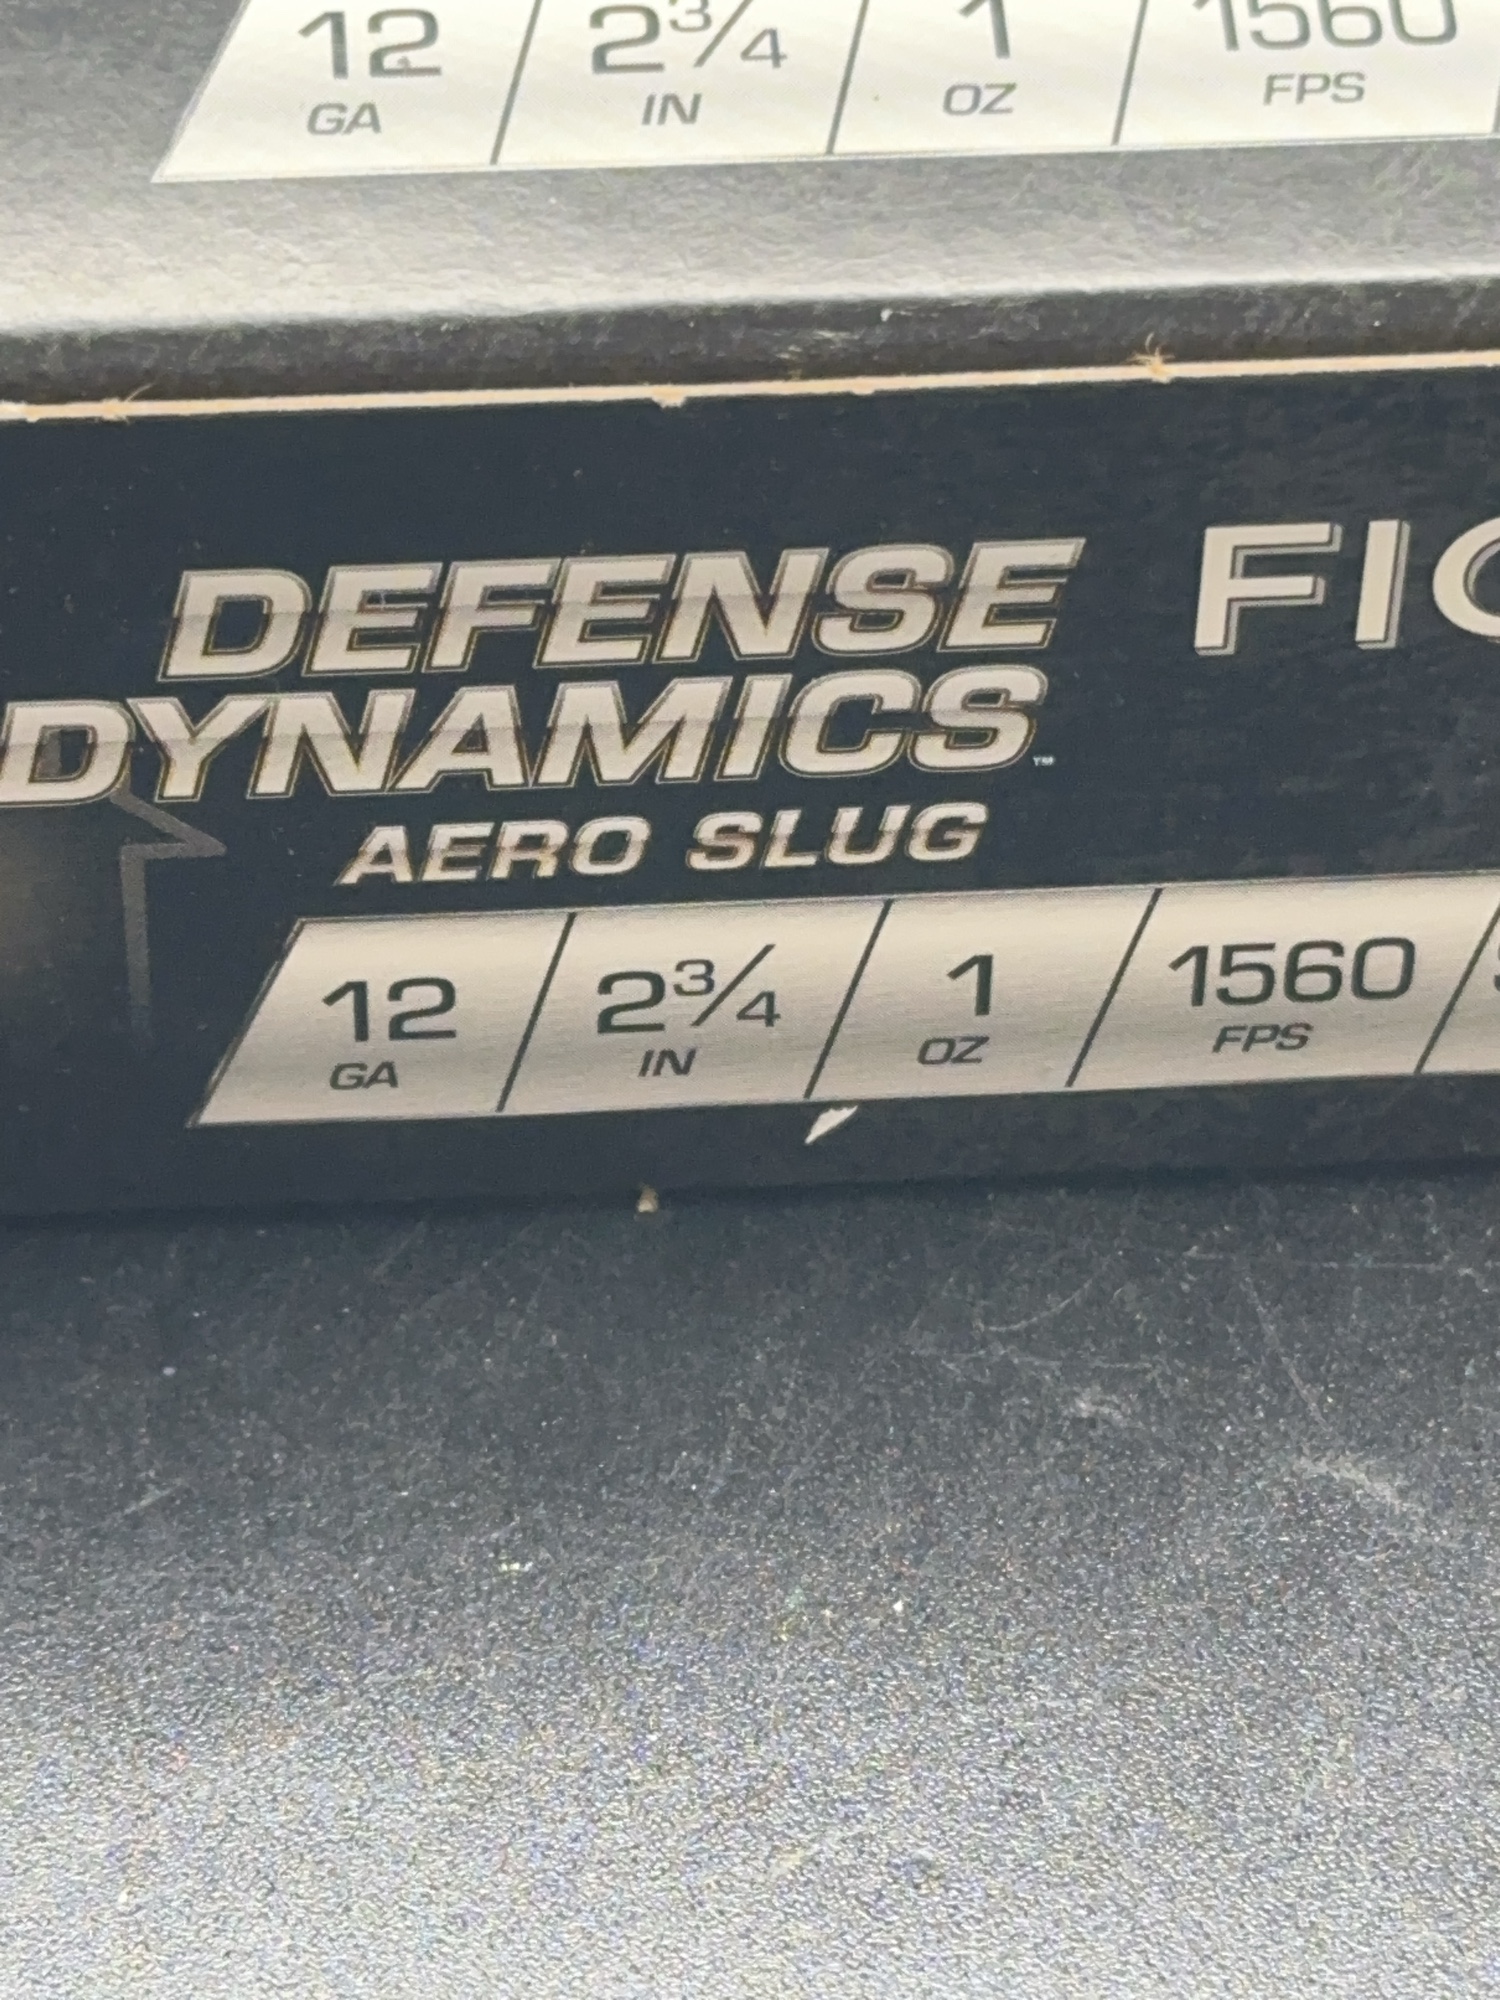 12 2¾ 1 1560
GA IN OZ FPS
DEFENSE
DYNAMICS™
AERO SLUG
12 2¾ 1 1560
GA IN OZ FPS